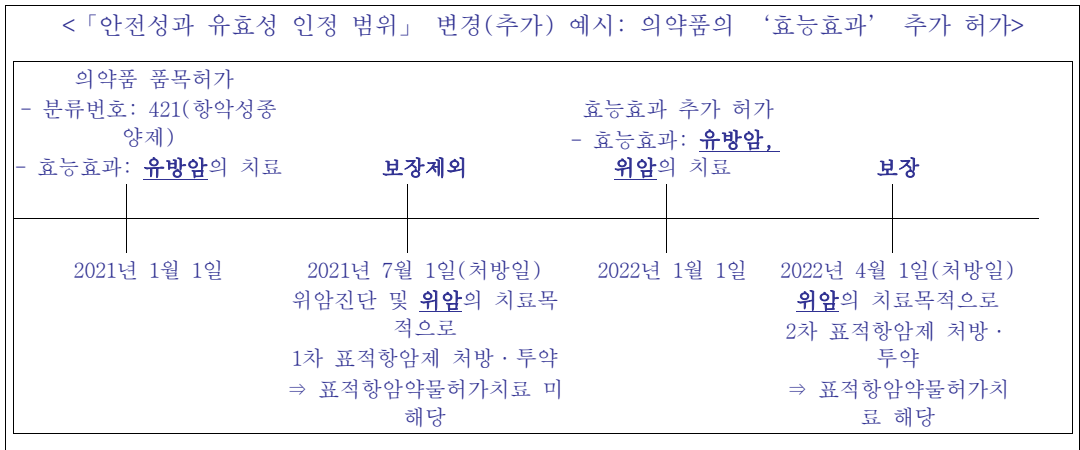 <「안전성과 유효성 인정 범위」 변경(추가) 예시: 의약품의 ‘효능효과’ 추가 허가>
의약품 품목허가
- 분류번호: 421(항악성종
양제)
- 효능효과: 유방암의 치료
보장제외
효능효과 추가 허가
- 효능효과: 유방암,
위암의 치료
보장
2021년 1월 1일
2021년 7월 1일(처방일)
위암진단 및 위암의 치료목
적으로
1차 표적항암제 처방·투약
⇒ 표적항암약물허가치료 미
해당
2022년 1월 1일
2022년 4월 1일(처방일)
위암의 치료목적으로
2차 표적항암제 처방·
투약
⇒ 표적항암약물허가치
료 해당